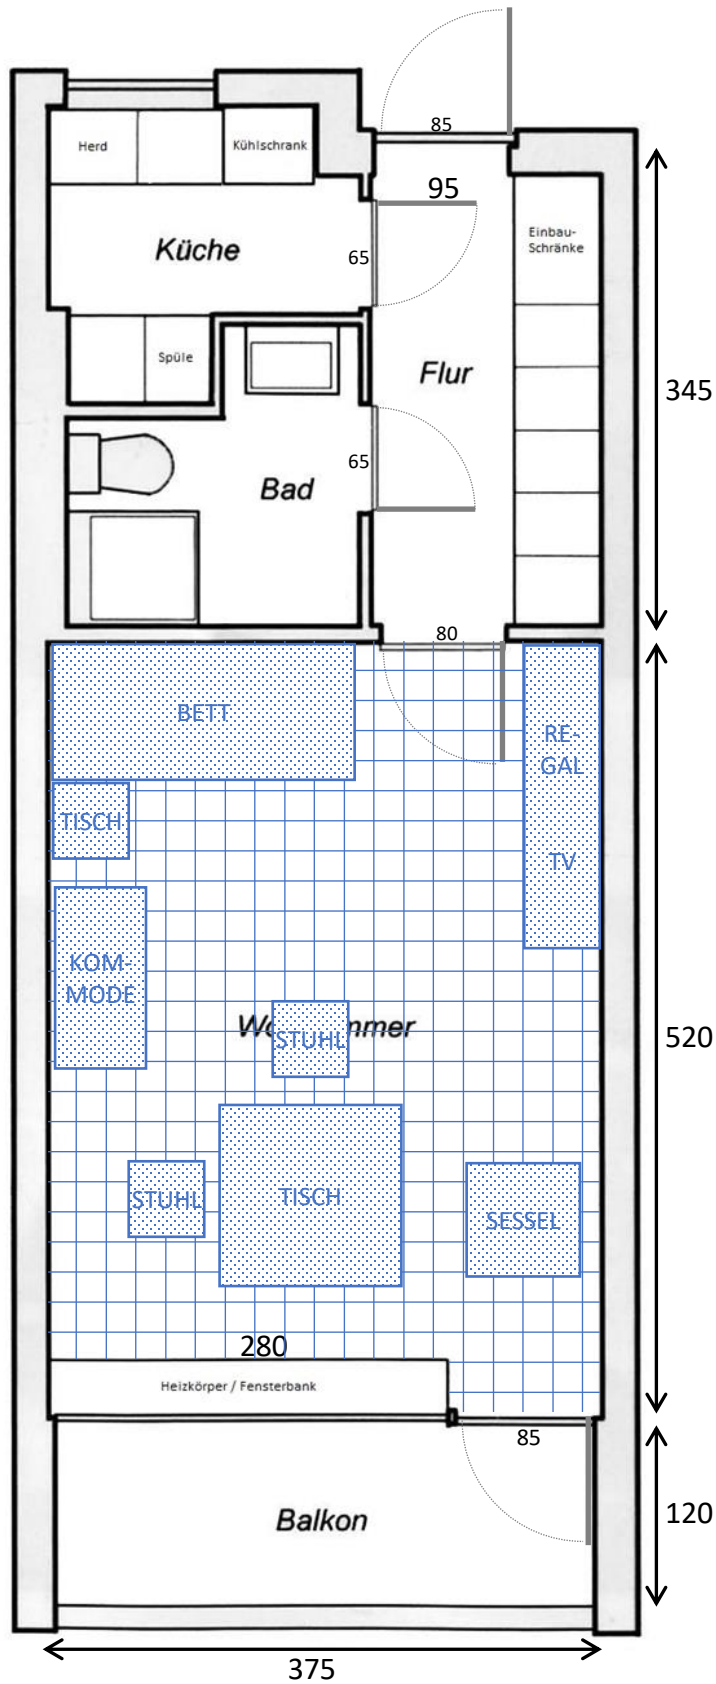 85
Herd
Kühlschrank
95
Einbau-
Schränke
Küche
65
Spüle
Flur
345
65
Bad
80
BETT
RE-
GAL
TISCH
TV
KOM-
MODE
STUHL
520
STUHL
TISCH
SESSEL
280
Heizkörper / Fensterbank
85
Balkon
120
375